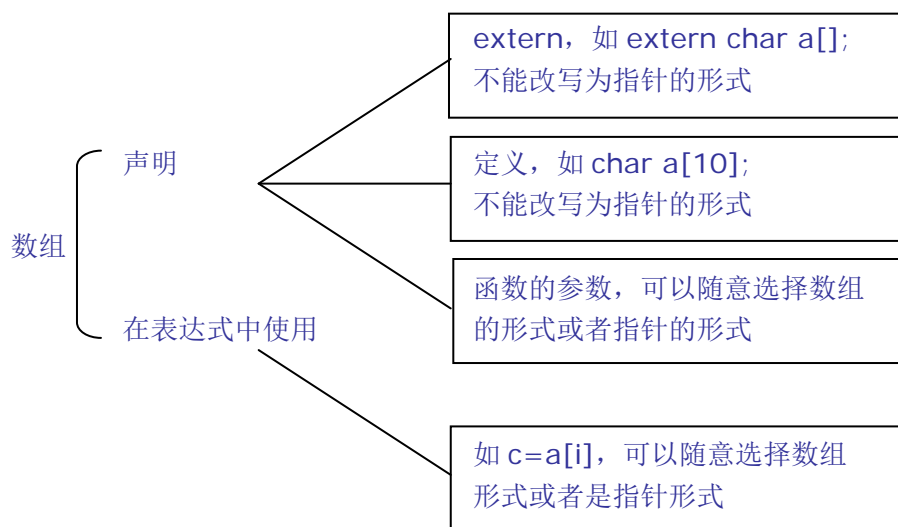 extern，如 extern char a[];
不能改写为指针的形式
声明
定义，如 char a[10];
不能改写为指针的形式
数组
函数的参数，可以随意选择数组
的形式或者指针的形式
在表达式中使用
如 c=a[i]，可以随意选择数组
形式或者是指针形式